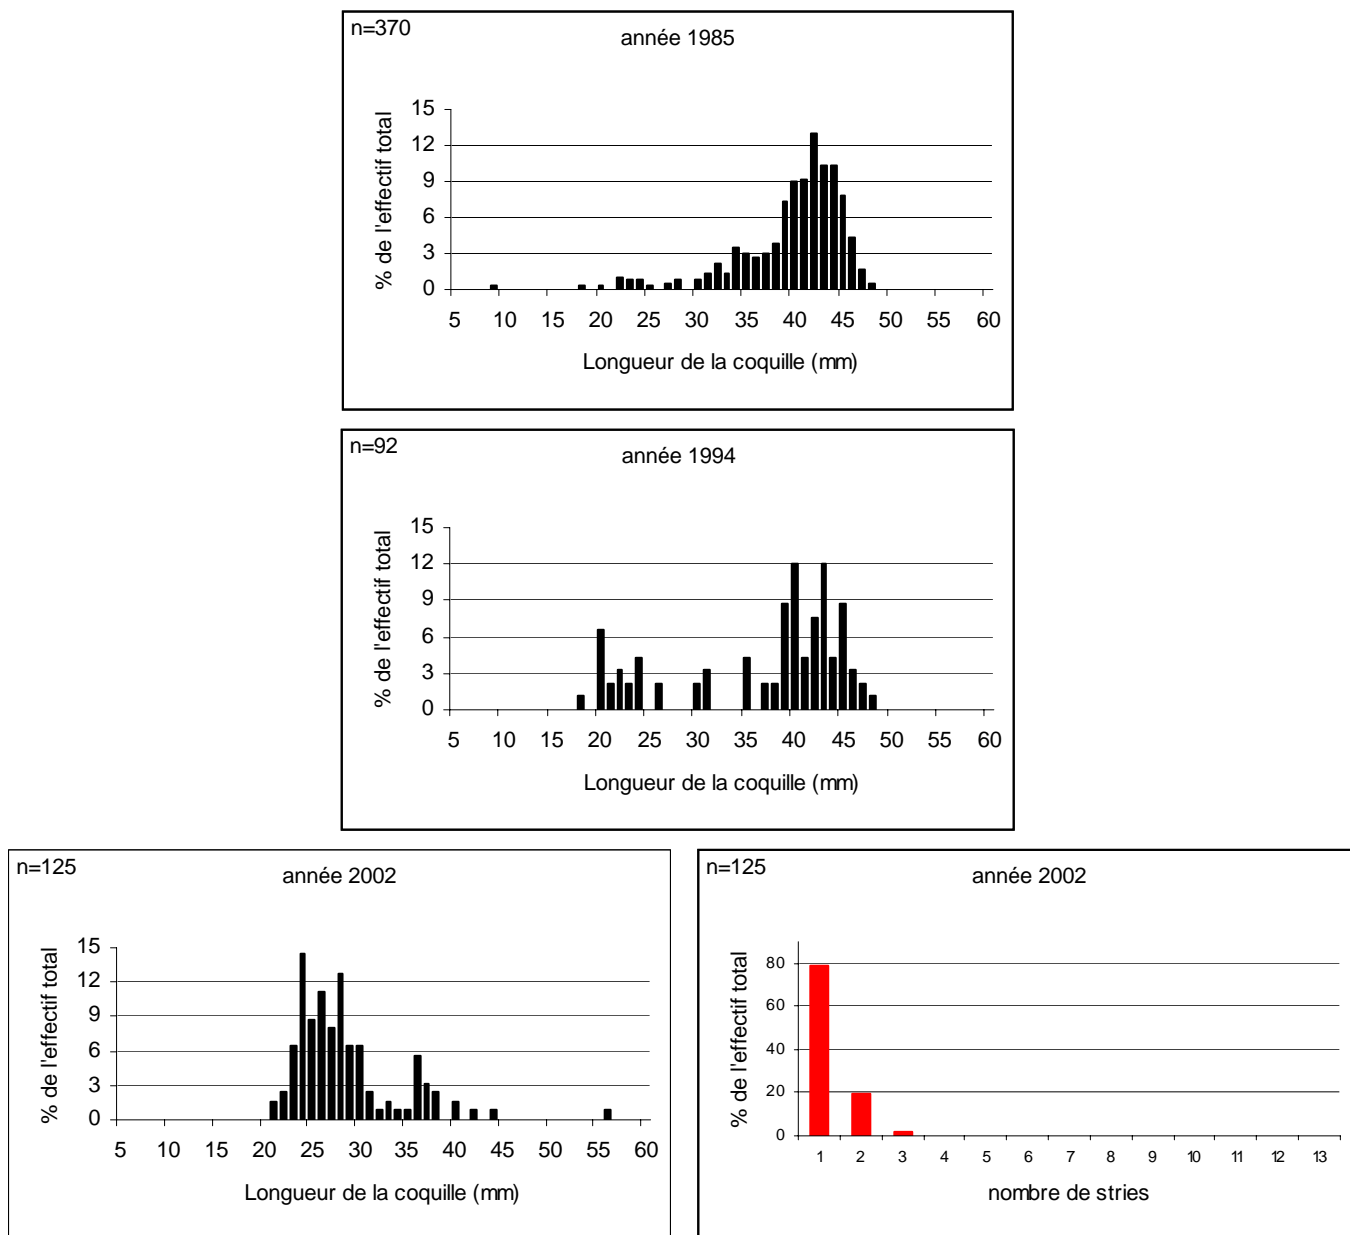 n=370
année 1985
% de l'effectif total
15
12
9
6
3
0
5 10 15 20 25 30 35 40 45 50 55 60
Longueur de la coquille (mm)
n=92
année 1994
% de l'effectif total
15
12
9
6
3
0
5 10 15 20 25 30 35 40 45 50 55 60
Longueur de la coquille (mm)
n=125
année 2002
% de l'effectif total
15
12
9
6
3
0
5 10 15 20 25 30 35 40 45 50 55 60
Longueur de la coquille (mm)
n=125
année 2002
% de l'effectif total
80
60
40
20
0
1 2 3 4 5 6 7 8 9 10 11 12 13
nombre de stries